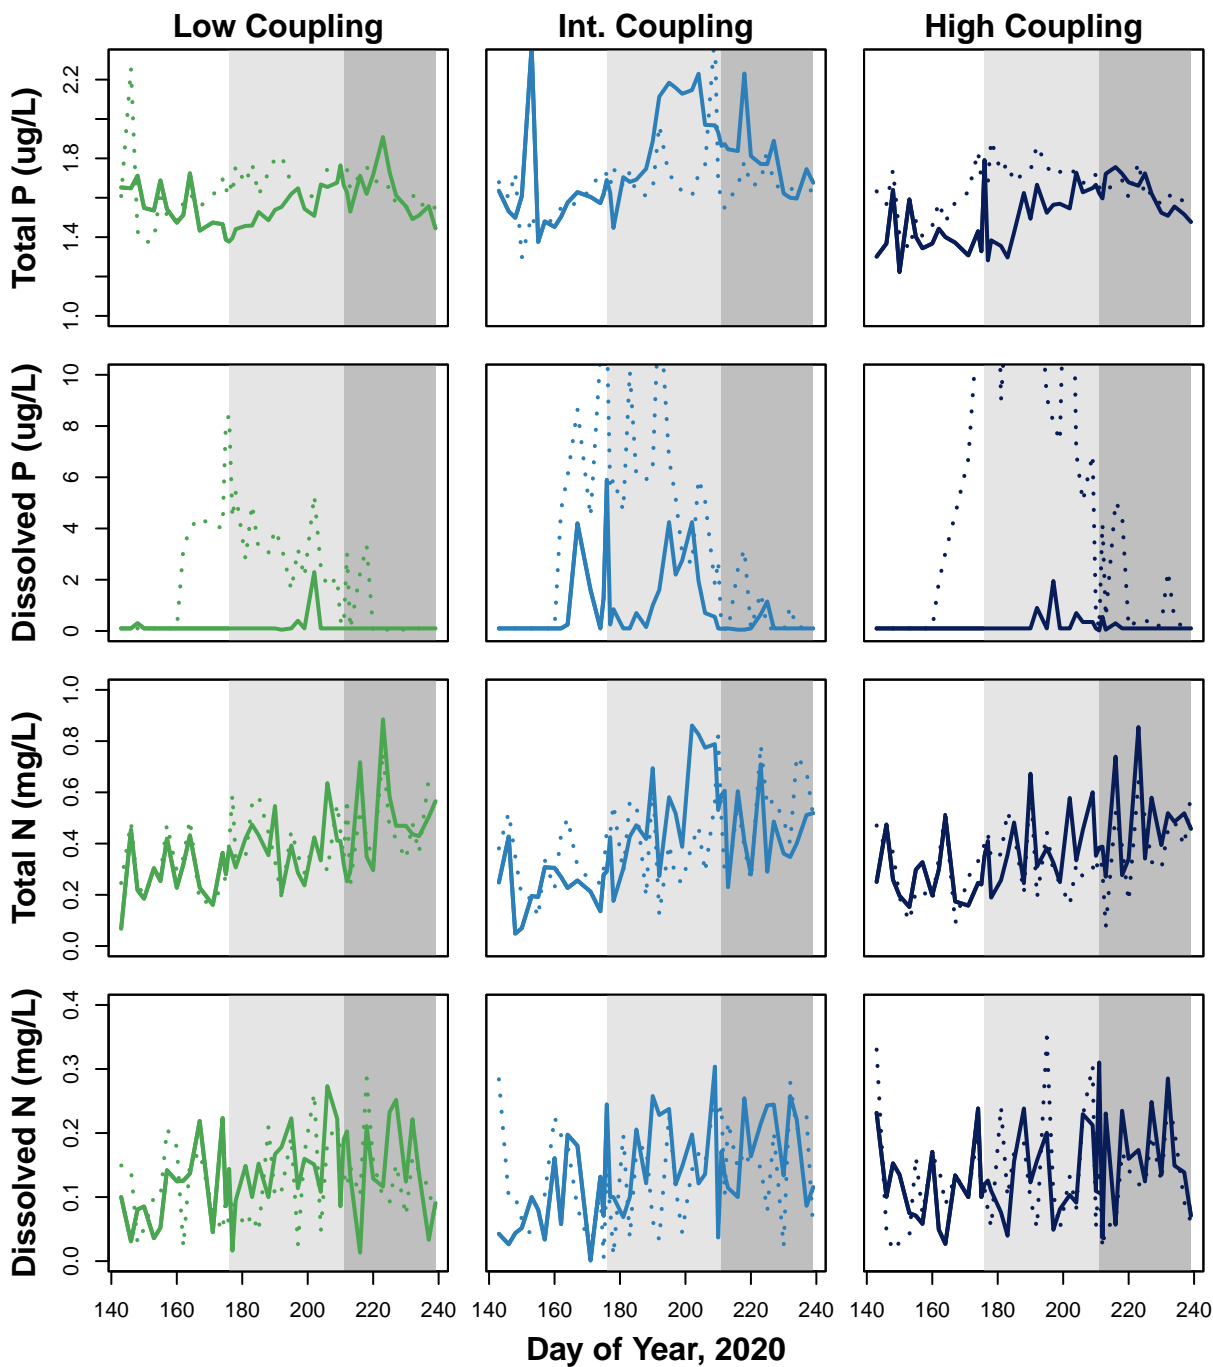 Low Coupling
Int. Coupling
High Coupling
Total P (ug/L)
2.2
1.8
1.4
1.0
Dissolved P (ug/L)
10
8
6
4
2
0
Total N (mg/L)
1.0
0.8
0.6
0.4
0.2
0.0
Dissolved N (mg/L)
0.4
0.3
0.2
0.1
0.0
140 160 180 200 220 240
140 160 180 200 220 240
140 160 180 200 220 240
Day of Year, 2020